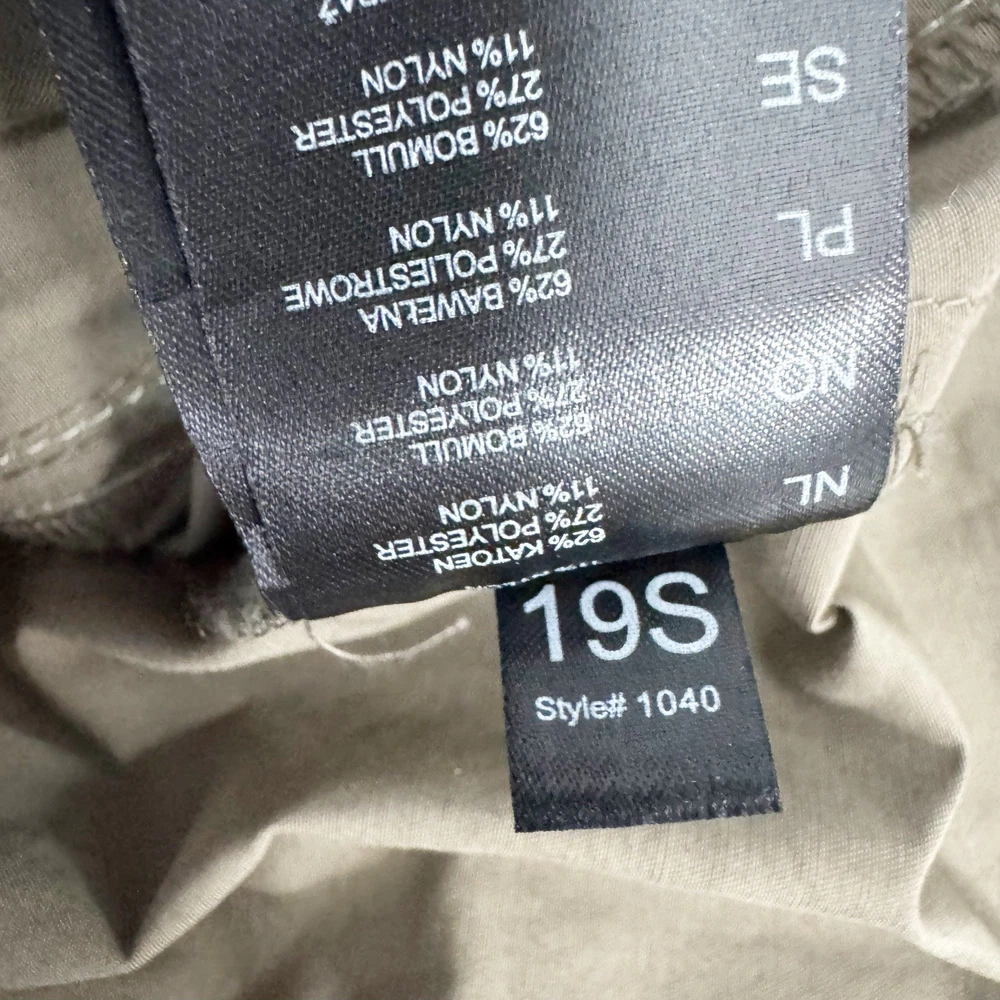 NL 62% KATOEN
27% POLYESTER
11% NYLON
NO 62% BOMULL
27% POLYESTER
11% NYLON
PL 62% BAWEŁNA
27% POLIESTROWE
11% NYLON
SE 62% BOMULL
27% POLYESTER
11% NYLON
19S
Style# 1040